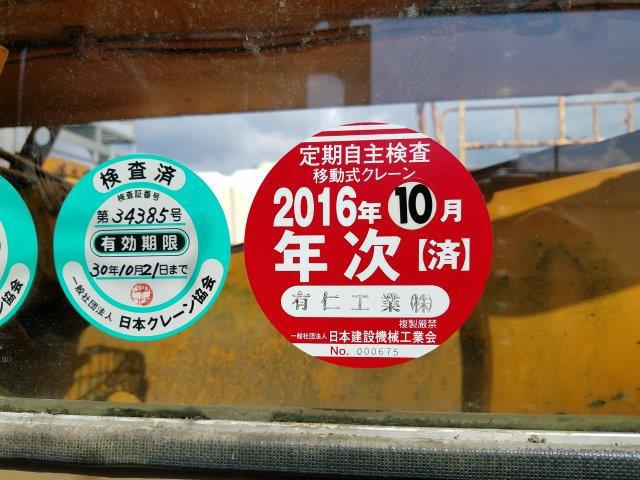 検査済
検査証番号
第34385号
有効期限
30年10月21日まで
一般社団法人 日本クレーン協会
協会
定期自主検査
移動式クレーン
2016年10月
年次【済】
有仁工業㈱
複製厳禁
一般社団法人 日本建設機械工業会
No. 000675